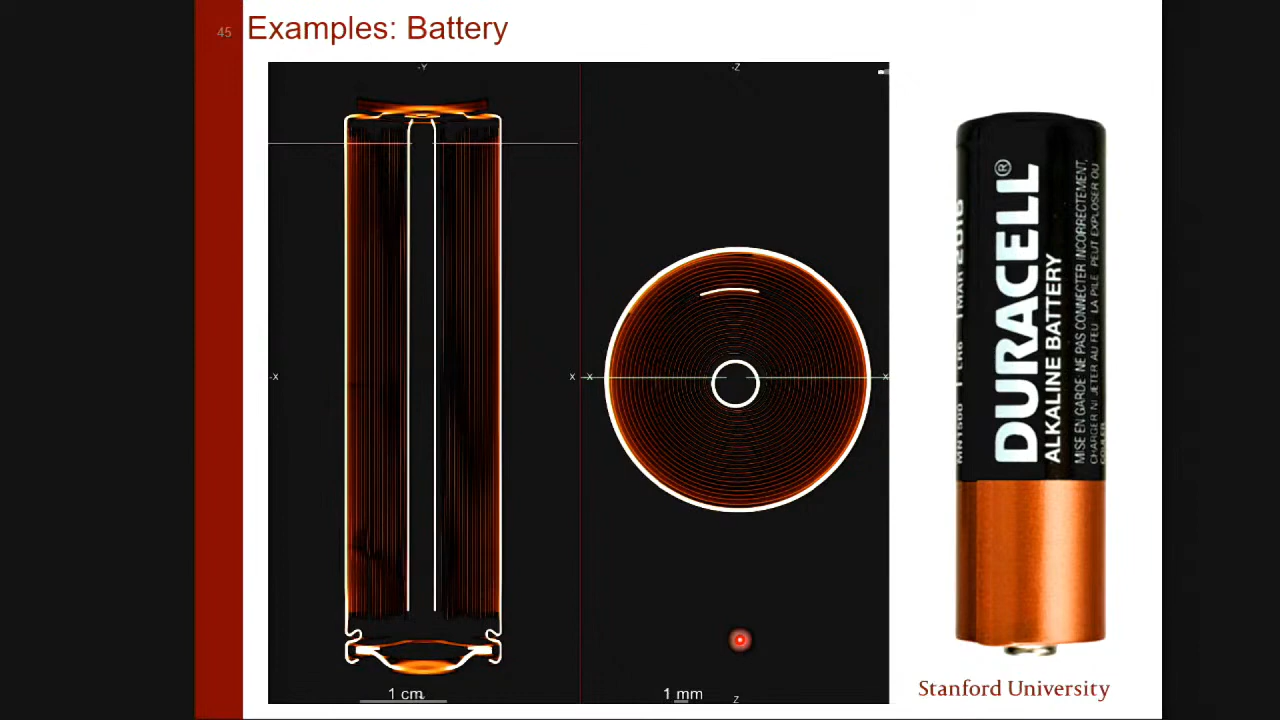 45
Examples: Battery
-Y
-Z
-X
X
-X
X
1 cm
1 mm
Z
DURACELL®
ALKALINE BATTERY
MISE EN GARDE: NE PAS CONNECTER INCORRECTEMENT,
CHARGER NI JETER AU FEU LA PILE PEUT EXPLOSER OU
Stanford University